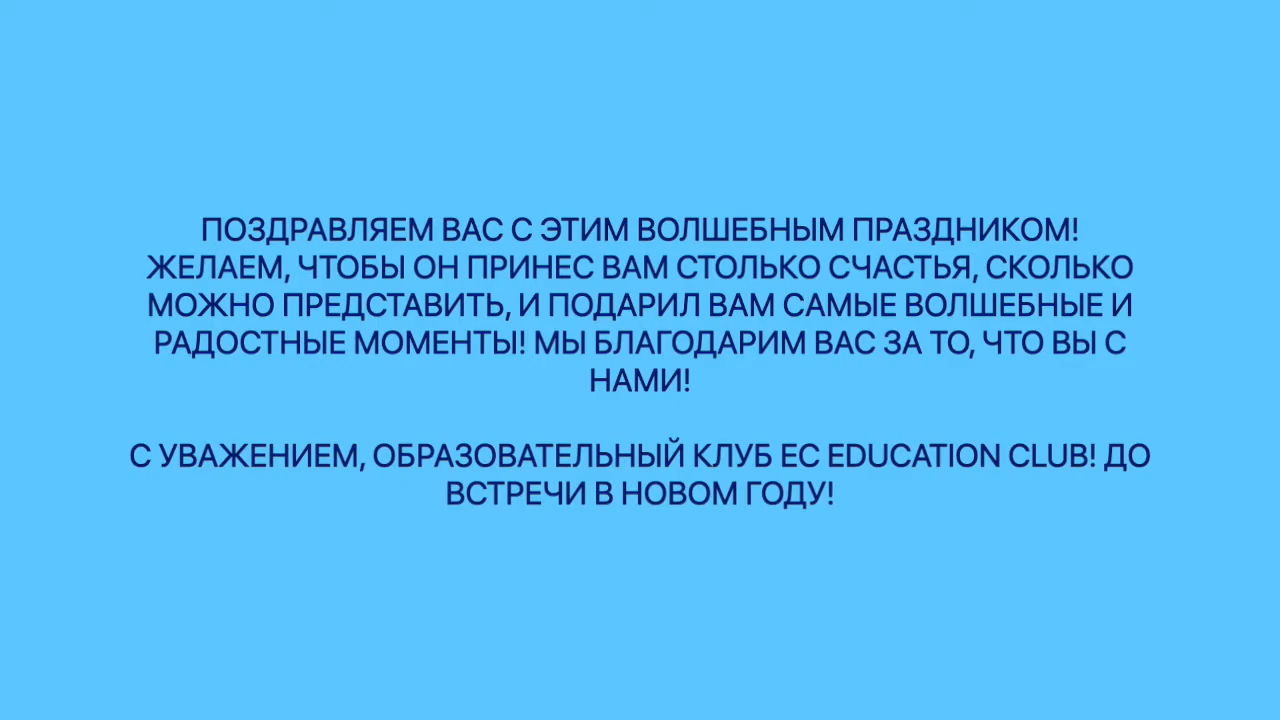 ПОЗДРАВЛЯЕМ ВАС С ЭТИМ ВОЛШЕБНЫМ ПРАЗДНИКОМ!
ЖЕЛАЕМ, ЧТОБЫ ОН ПРИНЕС ВАМ СТОЛЬКО СЧАСТЬЯ, СКОЛЬКО
МОЖНО ПРЕДСТАВИТЬ, И ПОДАРИЛ ВАМ САМЫЕ ВОЛШЕБНЫЕ И
РАДОСТНЫЕ МОМЕНТЫ! МЫ БЛАГОДАРИМ ВАС ЗА ТО, ЧТО ВЫ С
НАМИ!
С УВАЖЕНИЕМ, ОБРАЗОВАТЕЛЬНЫЙ КЛУБ EC EDUCATION CLUB! ДО
ВСТРЕЧИ В НОВОМ ГОДУ!